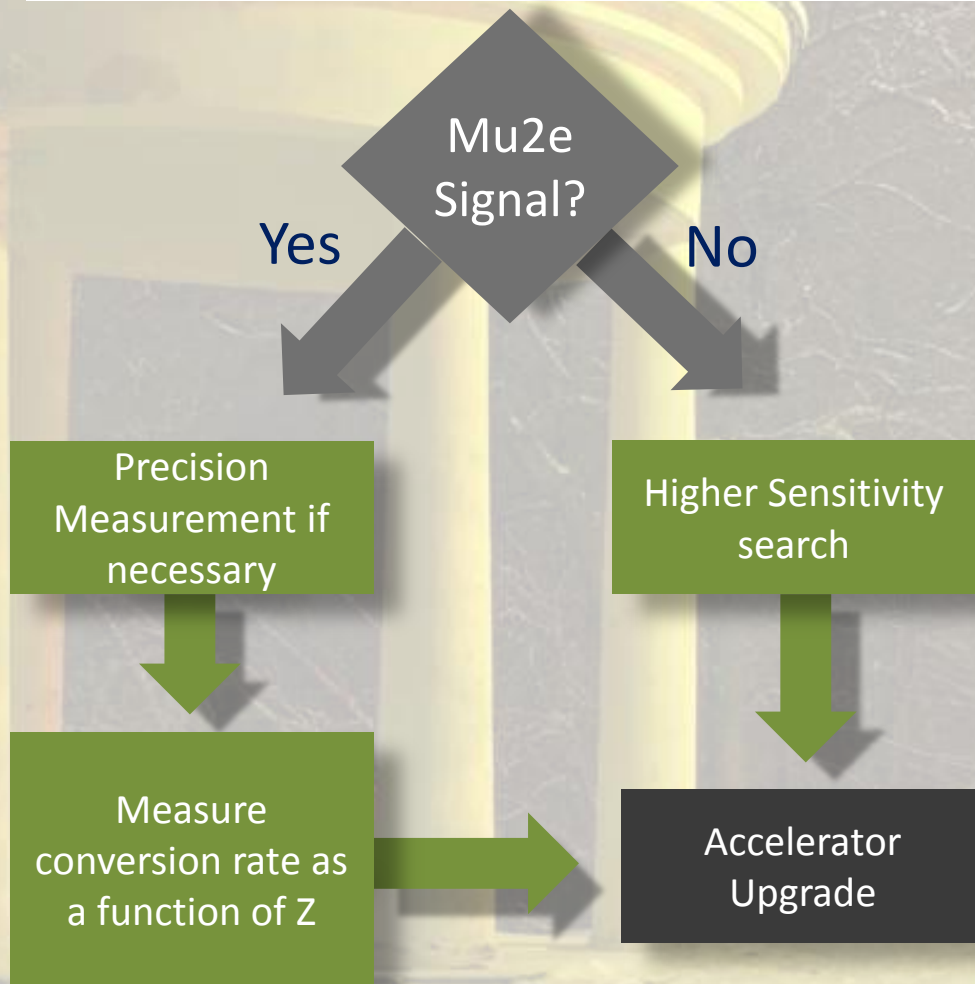 Mu2e
Signal?
Yes
No
Precision
Measurement if
necessary
Higher Sensitivity
search
Measure
conversion rate as
a function of Z
Accelerator
Upgrade